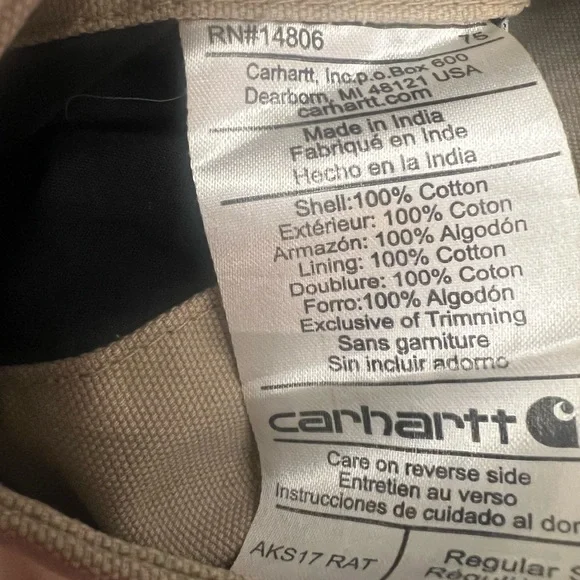 RN#14806 75
Carhartt, Inc.p.o.Box 600
Dearborn, MI 48121 USA
carhartt.com
Made in India
Fabriqué en Inde
Hecho en la India
Shell:100% Cotton
Extérieur: 100% Coton
Armazón: 100% Algodón
Lining: 100% Cotton
Doublure: 100% Coton
Forro:100% Algodón
Exclusive of Trimming
Sans garniture
Sin incluir adorno
carhartt
Care on reverse side
Entretien au verso
Instrucciones de cuidado al dor
AKS17 RAT
Regular